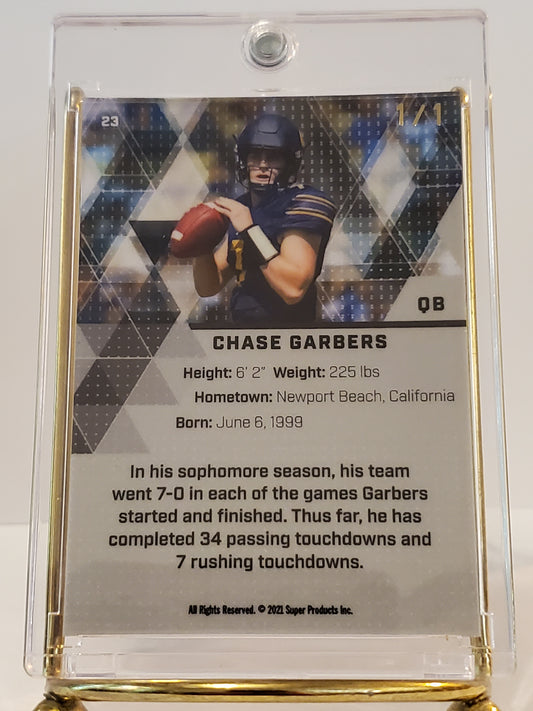 23
1/1
QB
CHASE GARBERS
Height: 6' 2" Weight: 225 lbs
Hometown: Newport Beach, California
Born: June 6, 1999
In his sophomore season, his team
went 7-0 in each of the games Garbers
started and finished. Thus far, he has
completed 34 passing touchdowns and
7 rushing touchdowns.
All Rights Reserved. © 2021 Super Products Inc.